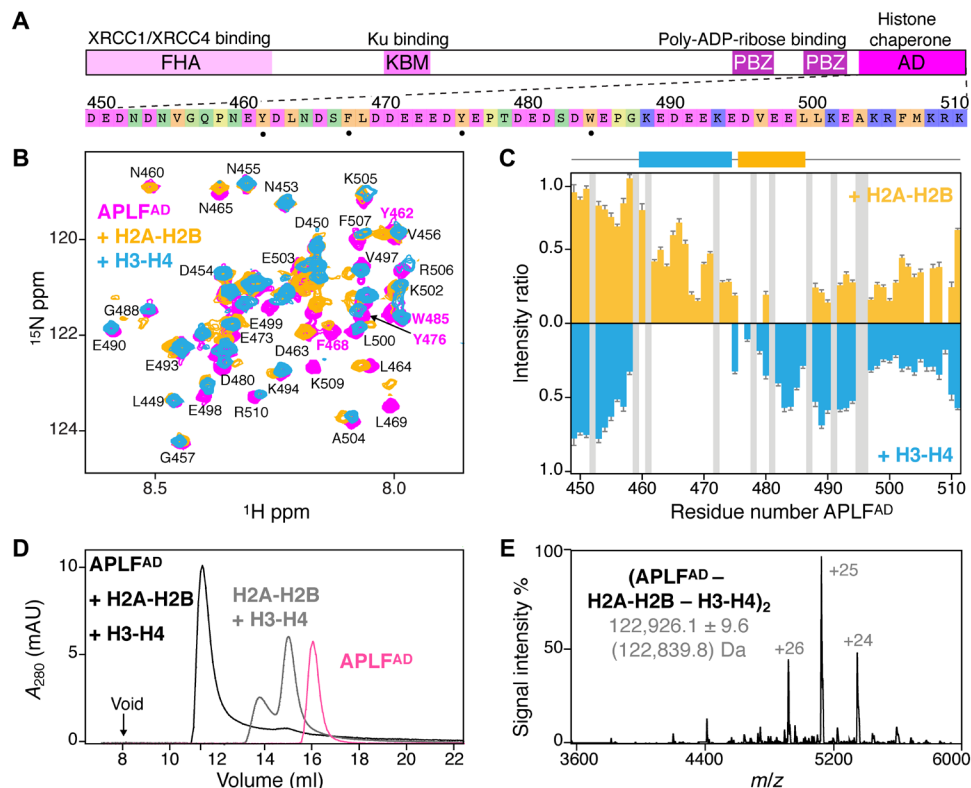 A
XRCC1/XRCC4 binding
Ku binding
Poly-ADP-ribose binding
Histone
chaperone
FHA
KBM
PBZ
PBZ
AD
450 460 470 480 490 500 510
D E D N D N V G Q P N E Y D L N D S F L D D E E E D Y E P T D E D S D W E P G K E D E E K E D V E E L L K E A K R F M K R K
B
APLFᴬᴰ
+ H2A-H2B
+ H3-H4
N460
N465
N455
N453
D450
K505
Y462
F507
V456
E503
V497
R506
D454
K502
G488
W485
E499
L500
Y476
E490
E473
F468
E493
D463
L464
D480
K494
K509
L449
E498
R510
L469
A504
G457
120
122
124
¹⁵N ppm
8.5
8.0
¹H ppm
C
+ H2A-H2B
+ H3-H4
1.0
0.5
0.0
0.5
1.0
Intensity ratio
450 460 470 480 490 500 510
Residue number APLFᴬᴰ
D
APLFᴬᴰ
+ H2A-H2B
+ H3-H4
H2A-H2B
+ H3-H4
APLFᴬᴰ
Void
10
5
0
A₂₈₀ (mAU)
8 10 12 14 16 18 20 22
Volume (ml)
E
(APLFᴬᴰ –
H2A-H2B – H3-H4)₂
122,926.1 ± 9.6
(122,839.8) Da
+25
+26
+24
100
50
0
Signal intensity %
3600 4400 5200 6000
m/z